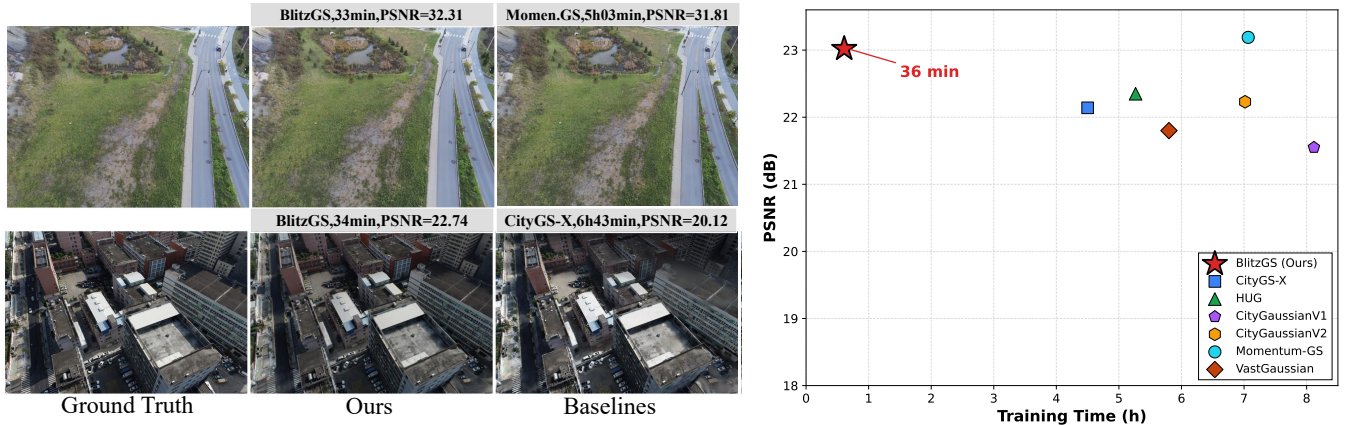 BlitzGS,33min,PSNR=32.31
Momen.GS,5h03min,PSNR=31.81
BlitzGS,34min,PSNR=22.74
CityGS-X,6h43min,PSNR=20.12
Ground Truth
Ours
Baselines
PSNR (dB)
23
22
21
20
19
18
36 min
BlitzGS (Ours)
CityGS-X
HUG
CityGaussianV1
CityGaussianV2
Momentum-GS
VastGaussian
0 1 2 3 4 5 6 7 8
Training Time (h)